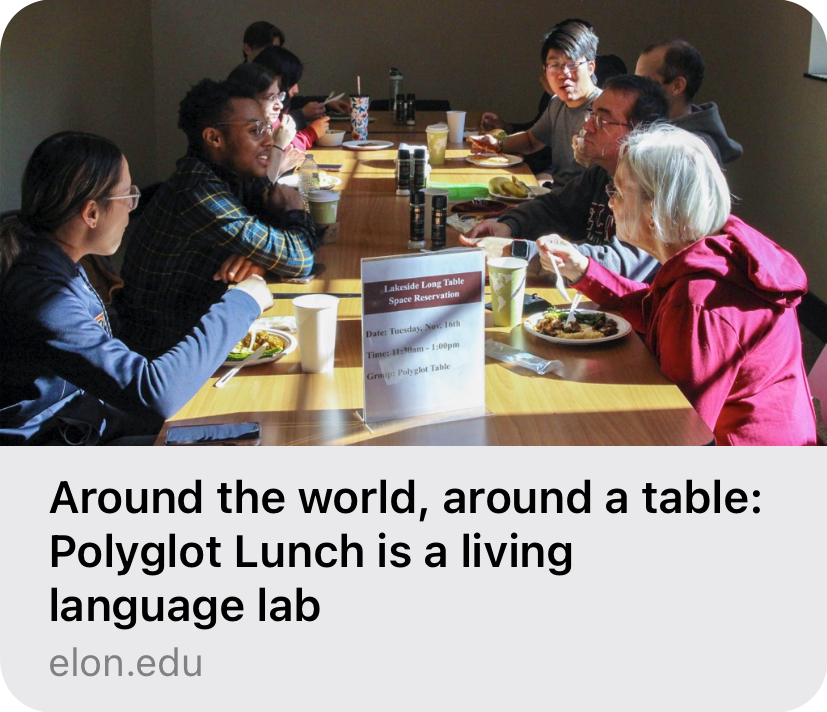 Lakeside Long Table
Space Reservation
Date: Tuesday, Nov. 16th
Time: 11:30am - 1:00pm
Group: Polyglot Table
Around the world, around a table:
Polyglot Lunch is a living
language lab
elon.edu